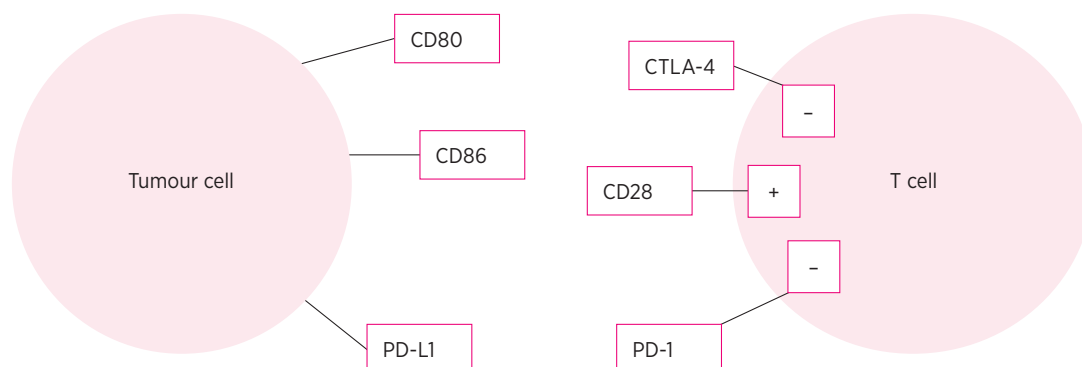 CD80
CTLA-4
–
CD86
Tumour cell
T cell
CD28
+
–
PD-L1
PD-1